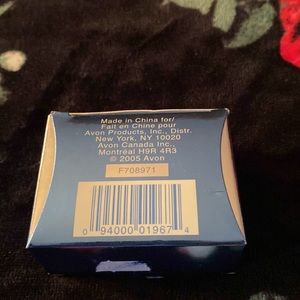 Made in China for/
Fait en Chine pour
Avon Products, Inc., Distr.
New York, NY 10020
Avon Canada Inc.,
Montréal H9R 4R3
© 2005 Avon
F708971
0 94000 01967 4